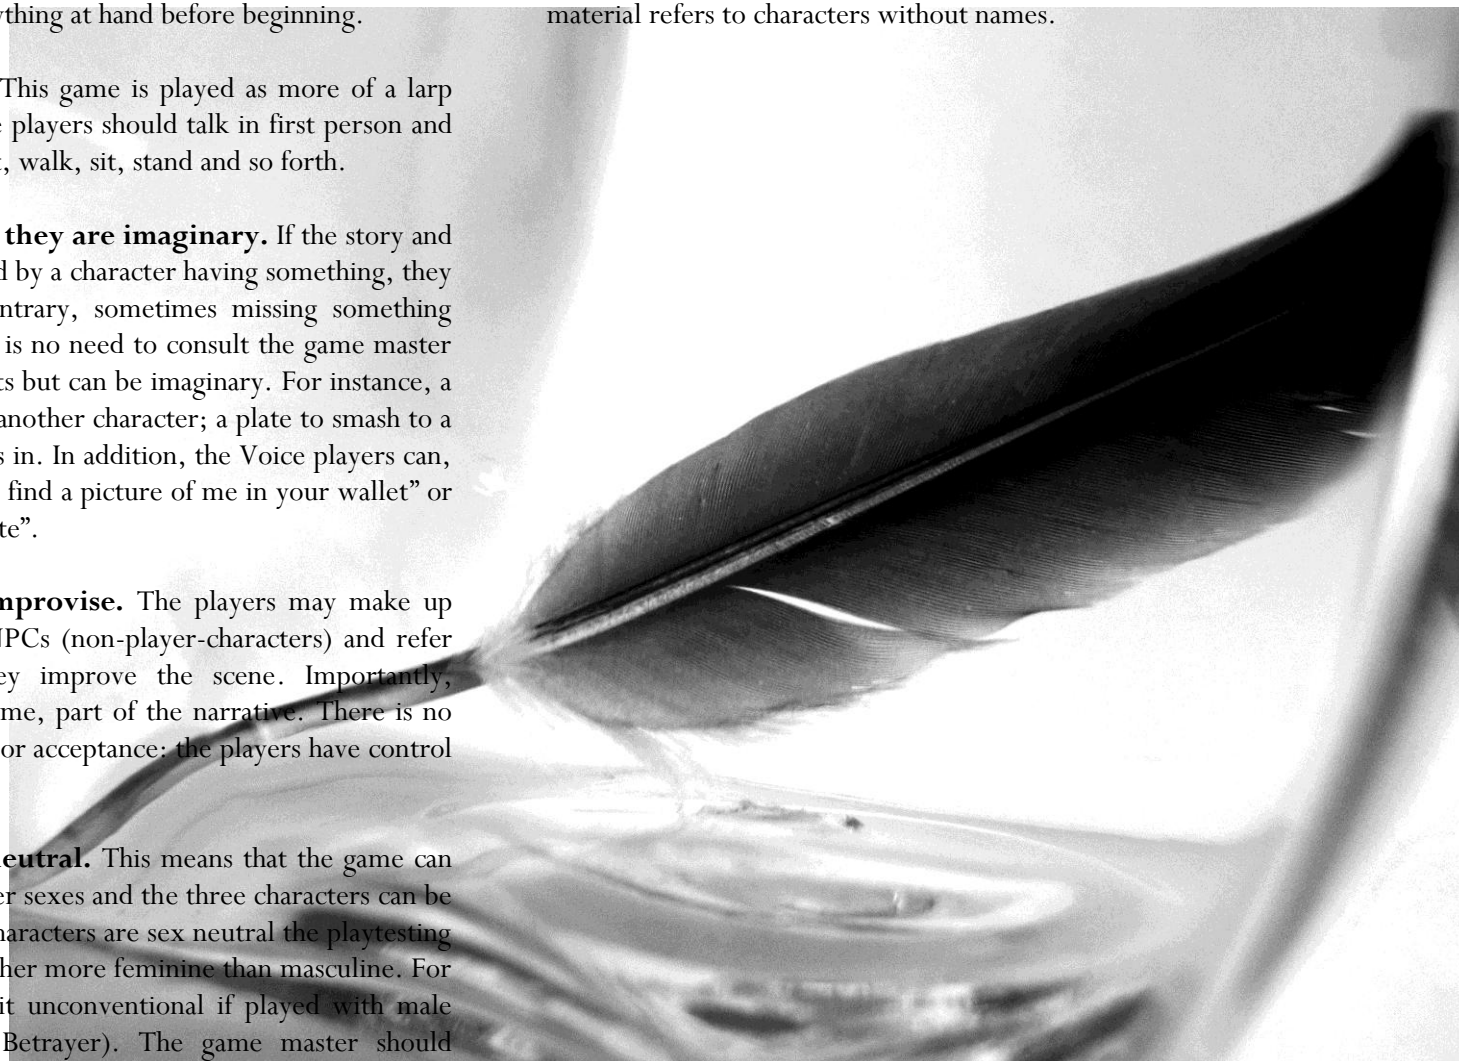 ything at hand before beginning.
This game is played as more of a larp
players should talk in first person and
, walk, sit, stand and so forth.
they are imaginary. If the story and
d by a character having something, they
ntrary, sometimes missing something
is no need to consult the game master
ts but can be imaginary. For instance, a
another character; a plate to smash to a
s in. In addition, the Voice players can,
find a picture of me in your wallet” or
te”.
mprovise. The players may make up
NPCs (non-player-characters) and refer
ey improve the scene. Importantly,
me, part of the narrative. There is no
or acceptance: the players have control
eutral. This means that the game can
er sexes and the three characters can be
haracters are sex neutral the playtesting
her more feminine than masculine. For
it unconventional if played with male
Betrayer). The game master should
material refers to characters without names.